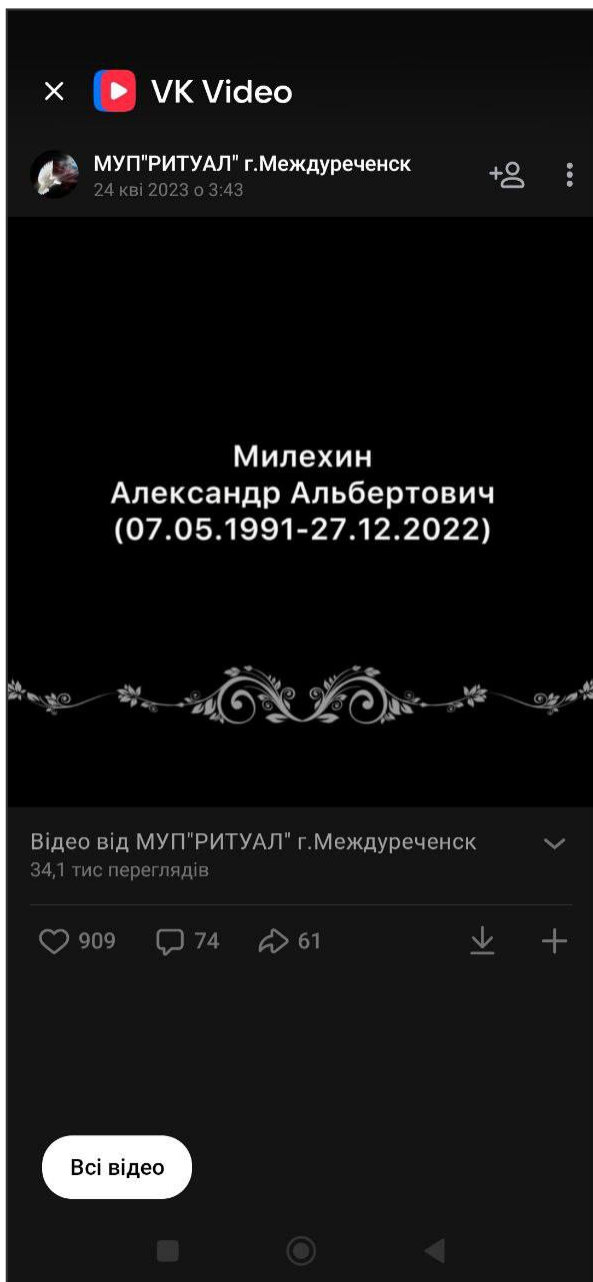 VK Video
МУП"РИТУАЛ" г.Междуреченск
24 кві 2023 о 3:43
Милехин
Александр Альбертович
(07.05.1991-27.12.2022)
Відео від МУП"РИТУАЛ" г.Междуреченск
34,1 тис переглядів
909 74 61
Всі відео